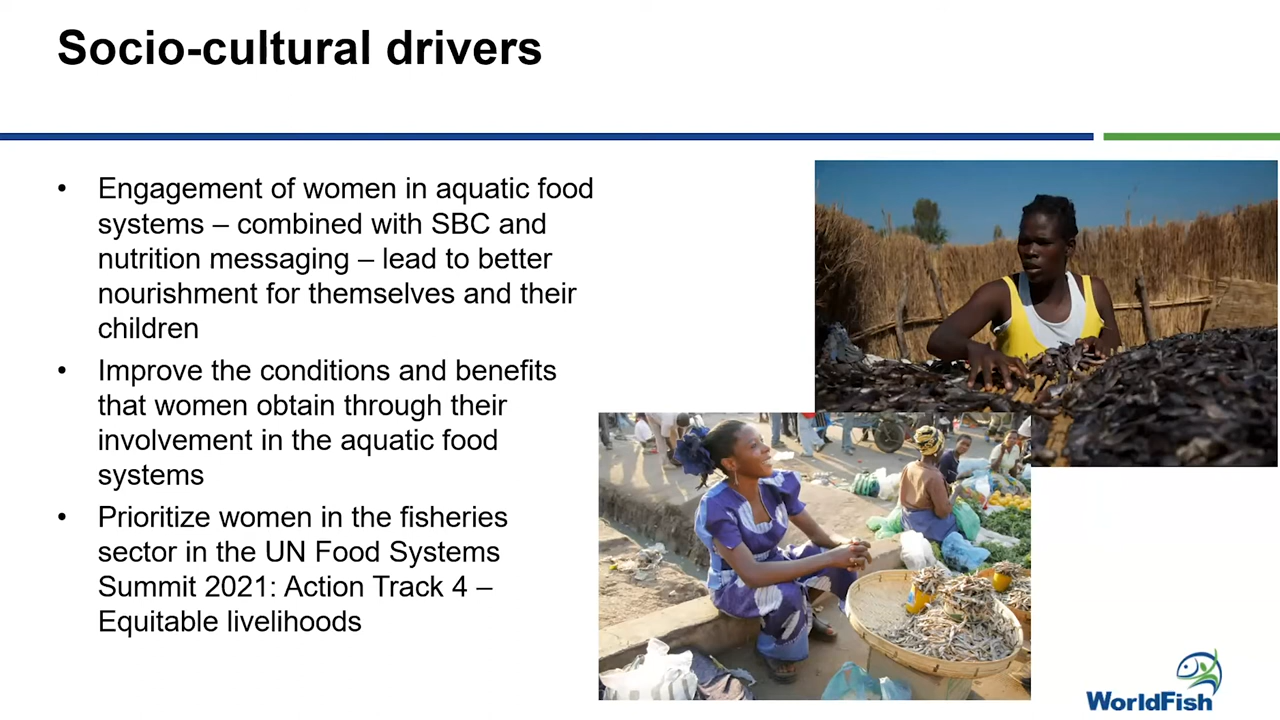 Socio-cultural drivers
• Engagement of women in aquatic food
systems – combined with SBC and
nutrition messaging – lead to better
nourishment for themselves and their
children
• Improve the conditions and benefits
that women obtain through their
involvement in the aquatic food
systems
• Prioritize women in the fisheries
sector in the UN Food Systems
Summit 2021: Action Track 4 –
Equitable livelihoods
WorldFish